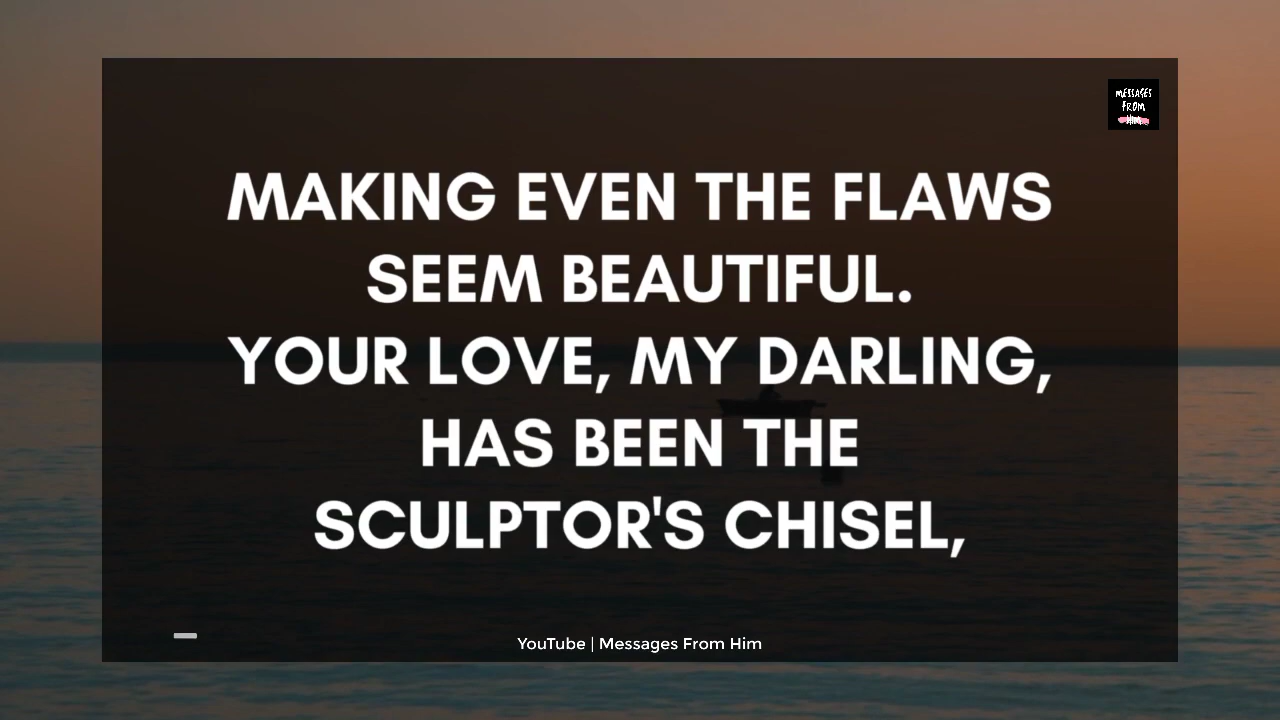 MESSAGES
FROM
HIM
MAKING EVEN THE FLAWS
SEEM BEAUTIFUL.
YOUR LOVE, MY DARLING,
HAS BEEN THE
SCULPTOR'S CHISEL,
YouTube | Messages From Him